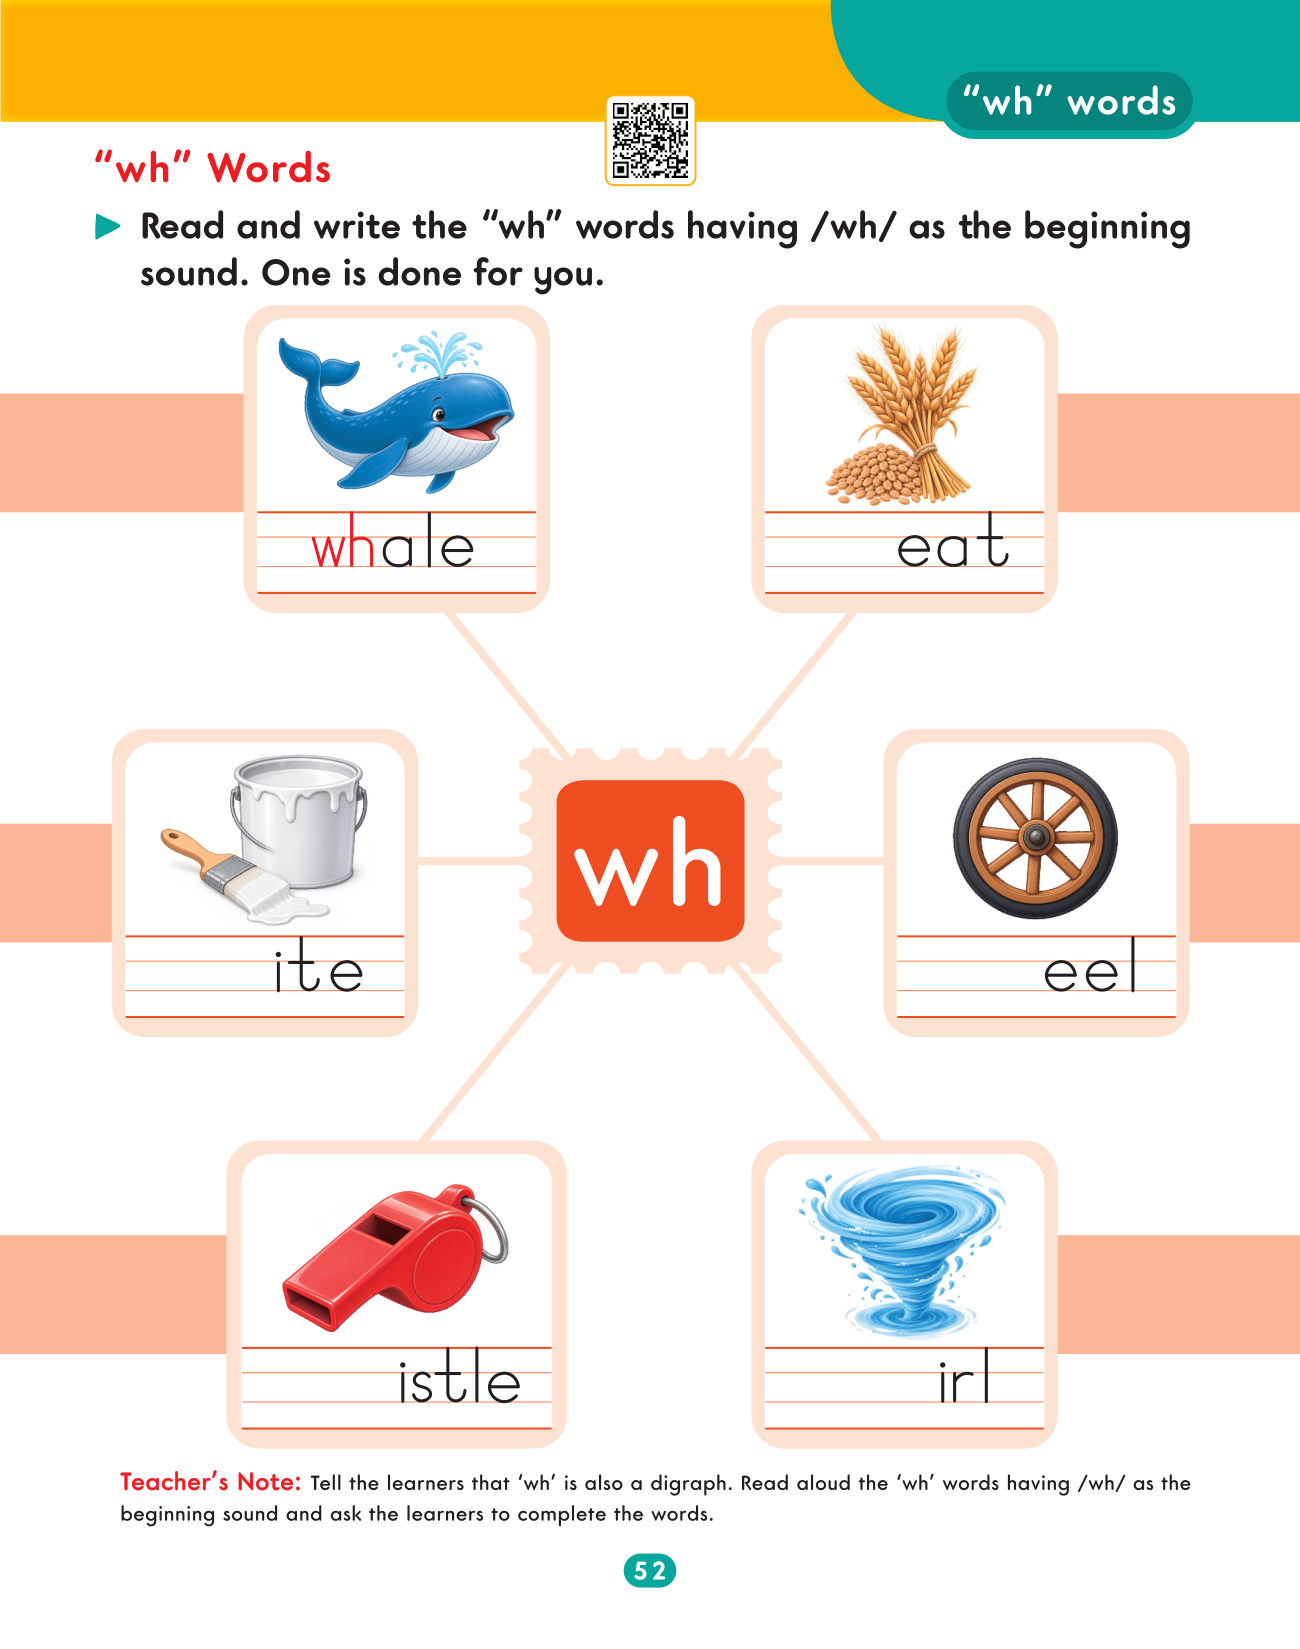 “wh” words
“wh” Words
Read and write the “wh” words having /wh/ as the beginning
sound. One is done for you.
whale
eat
ite
wh
eel
istle
irl
Teacher’s Note: Tell the learners that ‘wh’ is also a digraph. Read aloud the ‘wh’ words having /wh/ as the
beginning sound and ask the learners to complete the words.
52